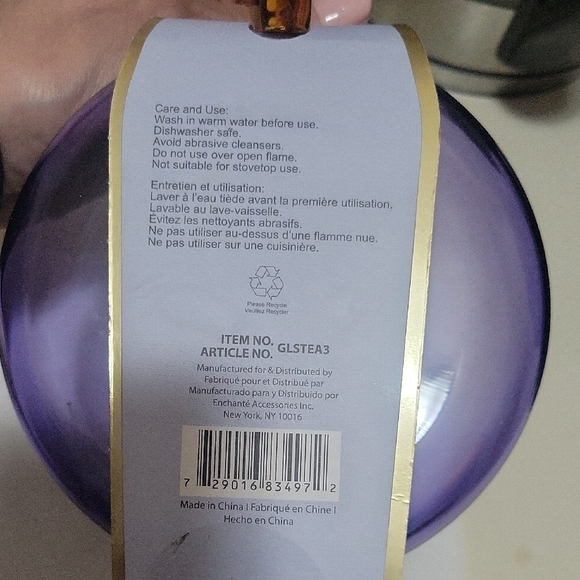 Care and Use:
Wash in warm water before use.
Dishwasher safe.
Avoid abrasive cleansers.
Do not use over open flame.
Not suitable for stovetop use.
Entretien et utilisation:
Laver à l'eau tiède avant la première utilisation.
Lavable au lave-vaisselle.
Évitez les nettoyants abrasifs.
Ne pas utiliser au-dessus d'une flamme nue.
Ne pas utiliser sur une cuisinière.
Please Recycle
Veuillez Recycler
ITEM NO.
ARTICLE NO. GLSTEA3
Manufactured for & Distributed by
Fabriqué pour et Distribué par
Manufacturado para y Distribuido por
Enchanté Accessories Inc.
New York, NY 10016
7 29016 83497 2
Made in China I Fabriqué en Chine I
Hecho en China